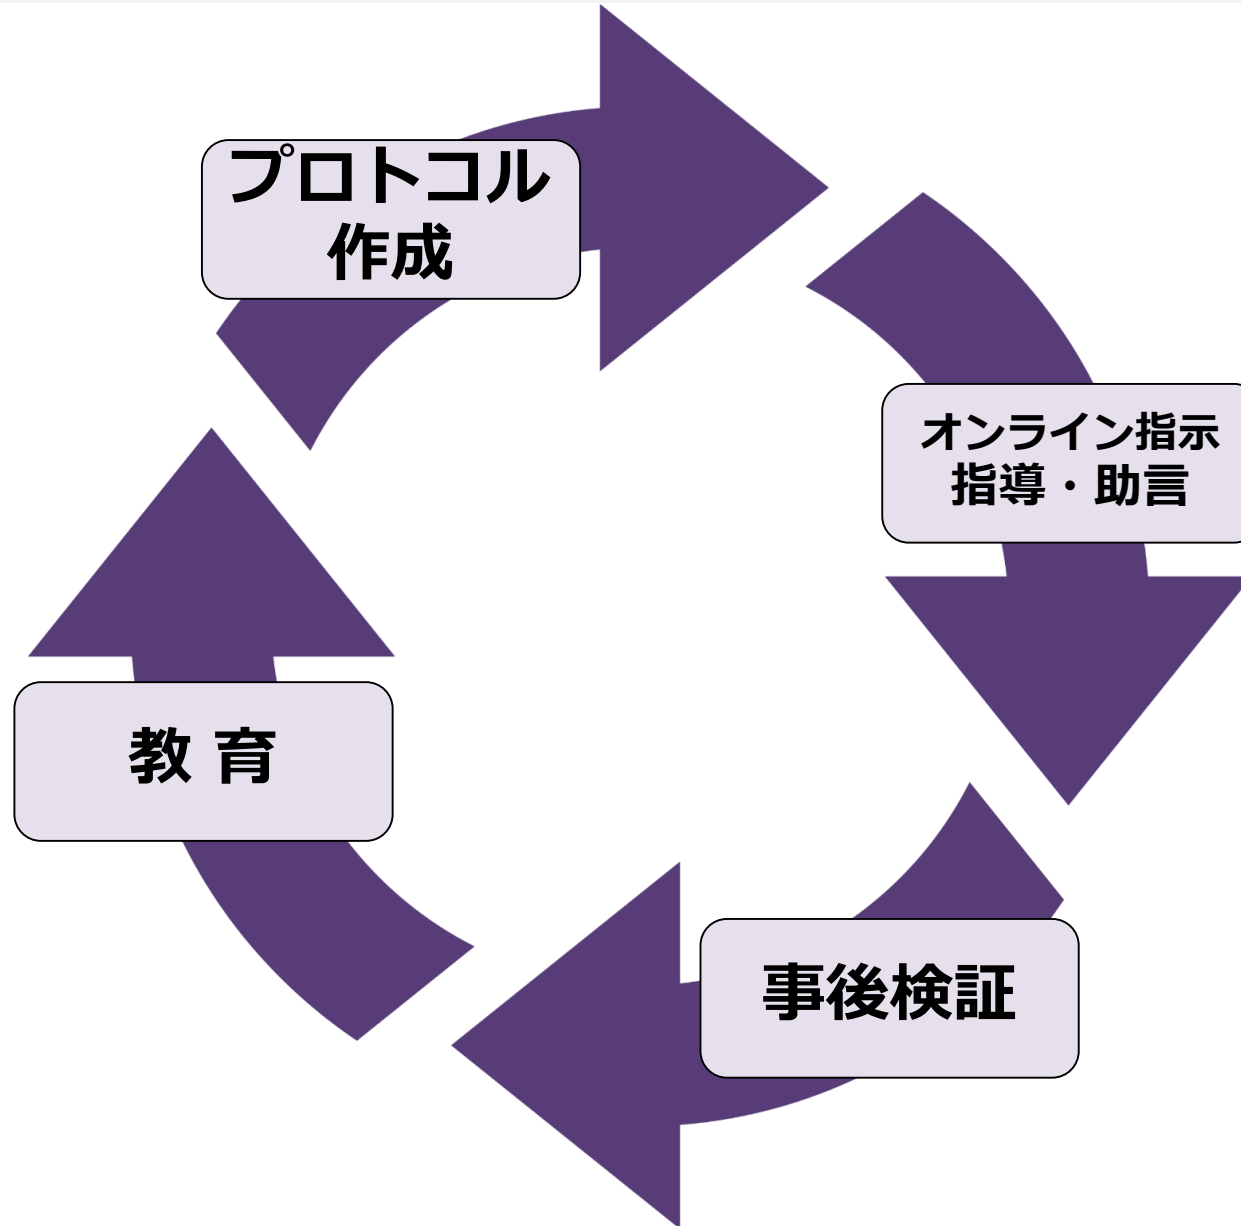 プロトコル
作成
オンライン指示
指導・助言
教 育
事後検証